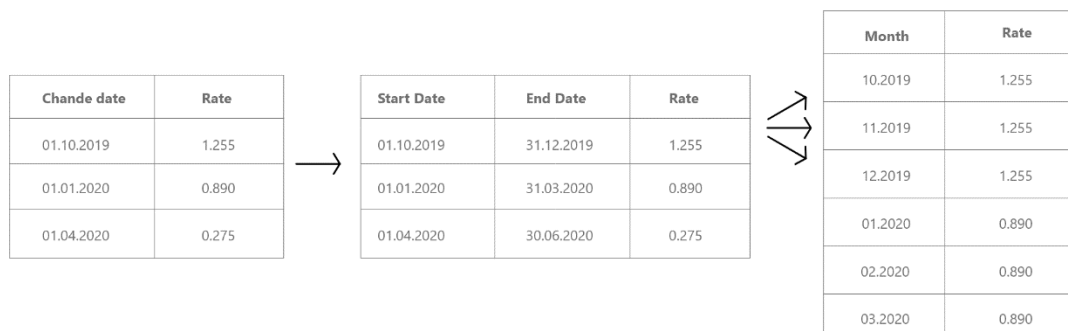 Chande date Rate
01.10.2019 1.255
01.01.2020 0.890
01.04.2020 0.275
Start Date End Date Rate
01.10.2019 31.12.2019 1.255
01.01.2020 31.03.2020 0.890
01.04.2020 30.06.2020 0.275
Month Rate
10.2019 1.255
11.2019 1.255
12.2019 1.255
01.2020 0.890
02.2020 0.890
03.2020 0.890